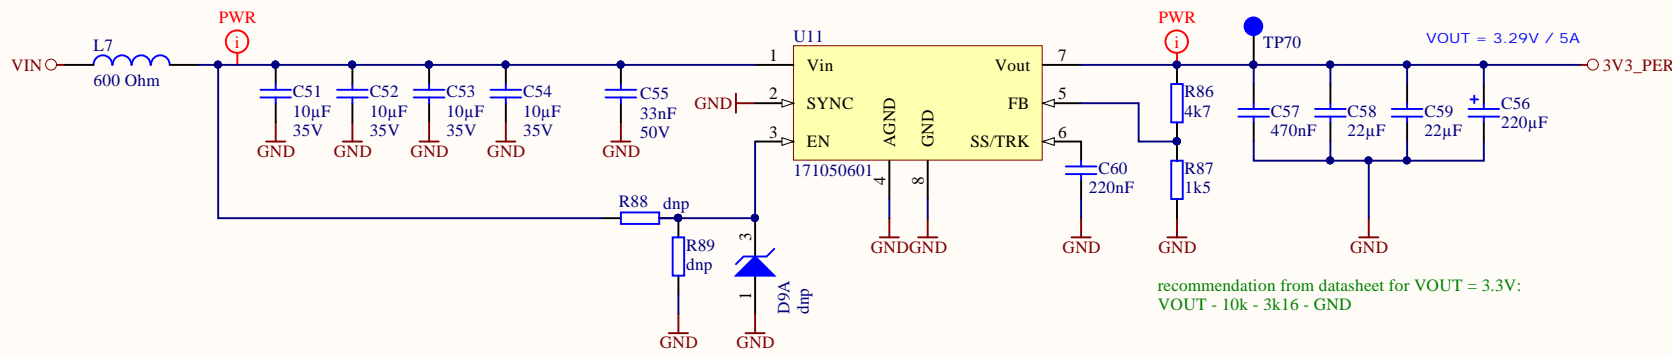 PWR
i
L7
VIN
600 Ohm
C51
10µF
35V
GND
C52
10µF
35V
GND
C53
10µF
35V
GND
C54
10µF
35V
GND
C55
33nF
50V
GND
U11
1
Vin
GND
2
SYNC
3
EN
AGND
GND
Vout
7
FB
5
SS/TRK
6
171050601
4
8
GND
GND
C60
220nF
GND
PWR
i
R86
4k7
R87
1k5
GND
TP70
VOUT = 3.29V / 5A
3V3_PER
C57
470nF
C58
22µF
C59
22µF
+
C56
220µF
GND
R88
dnp
R89
dnp
GND
3
1
D9A
dnp
GND
recommendation from datasheet for VOUT = 3.3V:
VOUT - 10k - 3k16 - GND